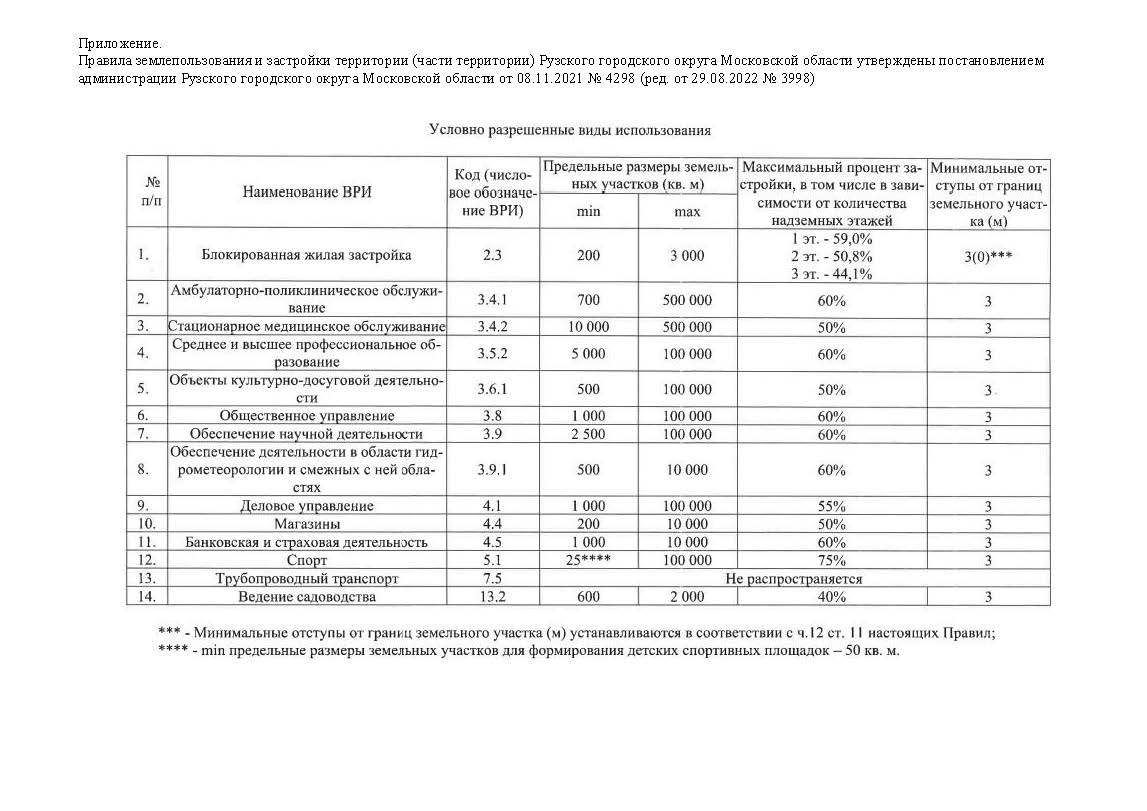 Приложение.
Правила землепользования и застройки территории (части территории) Рузского городского округа Московской области утверждены постановлением
администрации Рузского городского округа Московской области от 08.11.2021 № 4298 (ред. от 29.08.2022 № 3998)
Условно разрешенные виды использования
№ п/п
Наименование ВРИ
Код (число-
вое обозначе-
ние ВРИ)
Предельные размеры земель-
ных участков (кв. м)
min max
Максимальный процент за-
стройки, в том числе в зави-
симости от количества
надземных этажей
Минимальные от-
ступы от границ
земельного участ-
ка (м)
1. Блокированная жилая застройка 2.3 200 3 000 1 эт. - 59,0%
2 эт. - 50,8%
3 эт. - 44,1%
3(0)***
2. Амбулаторно-поликлиническое обслужи-
вание 3.4.1 700 500 000 60% 3
3. Стационарное медицинское обслуживание 3.4.2 10 000 500 000 50% 3
4. Среднее и высшее профессиональное об-
разование 3.5.2 5 000 100 000 60% 3
5. Объекты культурно-досуговой деятельно-
сти 3.6.1 500 100 000 50% 3
6. Общественное управление 3.8 1 000 100 000 60% 3
7. Обеспечение научной деятельности 3.9 2 500 100 000 60% 3
8. Обеспечение деятельности в области гид-
рометеорологии и смежных с ней обла-
стях 3.9.1 500 10 000 60% 3
9. Деловое управление 4.1 1 000 100 000 55% 3
10. Магазины 4.4 200 10 000 50% 3
11. Банковская и страховая деятельность 4.5 1 000 10 000 60% 3
12. Спорт 5.1 25**** 100 000 75% 3
13. Трубопроводный транспорт 7.5 Не распространяется
14. Ведение садоводства 13.2 600 2 000 40% 3
*** - Минимальные отступы от границ земельного участка (м) устанавливаются в соответствии с ч.12 ст. 11 настоящих Правил;
**** - min предельные размеры земельных участков для формирования детских спортивных площадок – 50 кв. м.